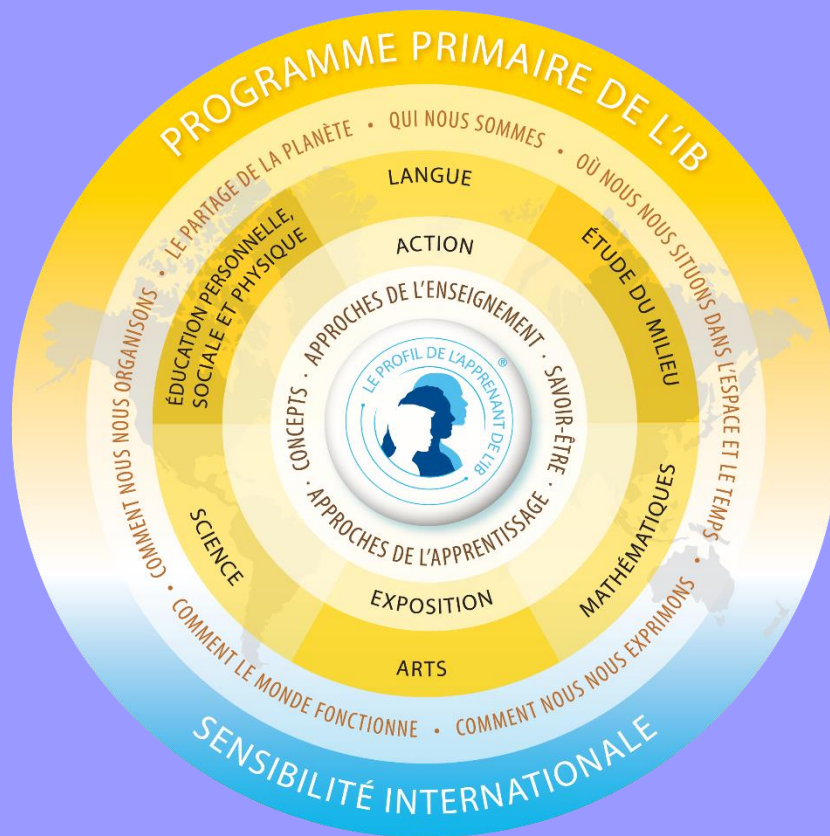 PROGRAMME PRIMAIRE DE L'IB
LE PARTAGE DE LA PLANÈTE • QUI NOUS SOMMES • OÙ NOUS NOUS SITUONS DANS L'ESPACE ET LE TEMPS •
COMMENT NOUS NOUS EXPRIMONS •
COMMENT LE MONDE FONCTIONNE •
COMMENT NOUS NOUS ORGANISONS •
LANGUE
ÉTUDE DU MILIEU
MATHÉMATIQUES
ARTS
SCIENCE
ÉDUCATION PERSONNELLE,
SOCIALE ET PHYSIQUE
ACTION
EXPOSITION
APPROCHES DE L'ENSEIGNEMENT · SAVOIR-ÊTRE ·
APPROCHES DE L'APPRENTISSAGE ·
CONCEPTS ·
LE PROFIL DE L'APPRENANT DE L'IB
®
SENSIBILITÉ INTERNATIONALE